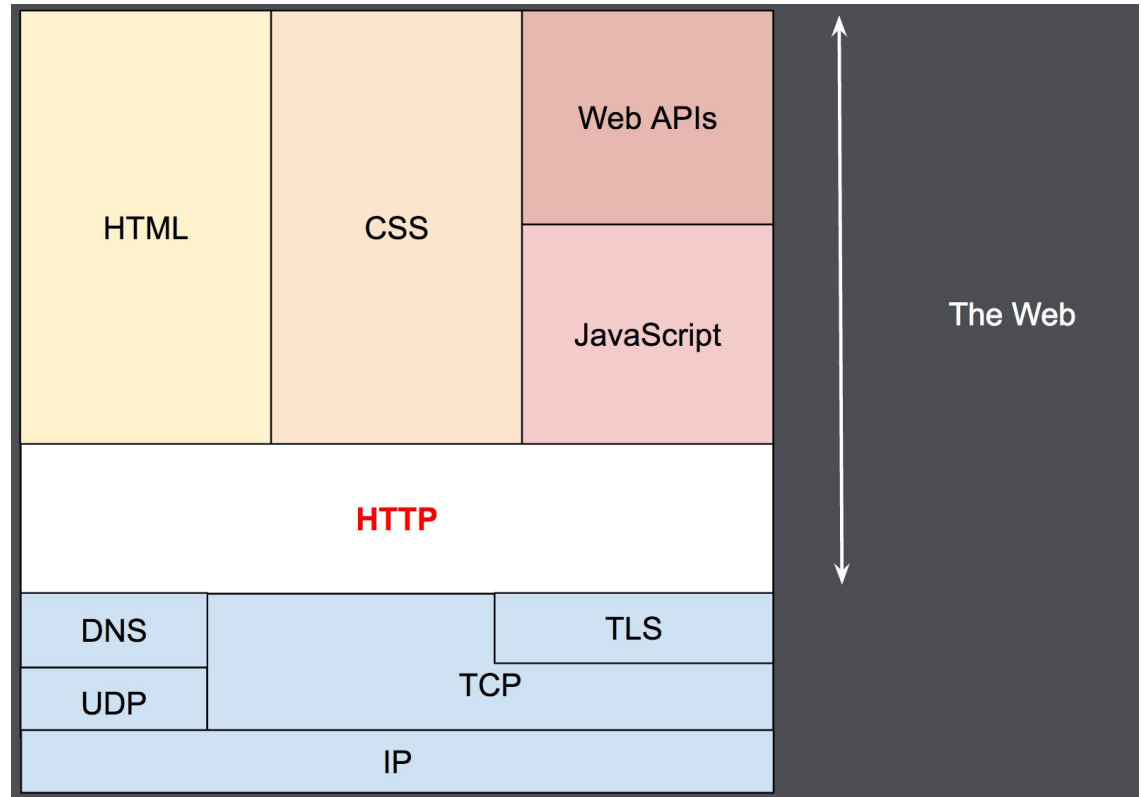 Web APIs
HTML
CSS
The Web
JavaScript
HTTP
DNS
TLS
TCP
UDP
IP